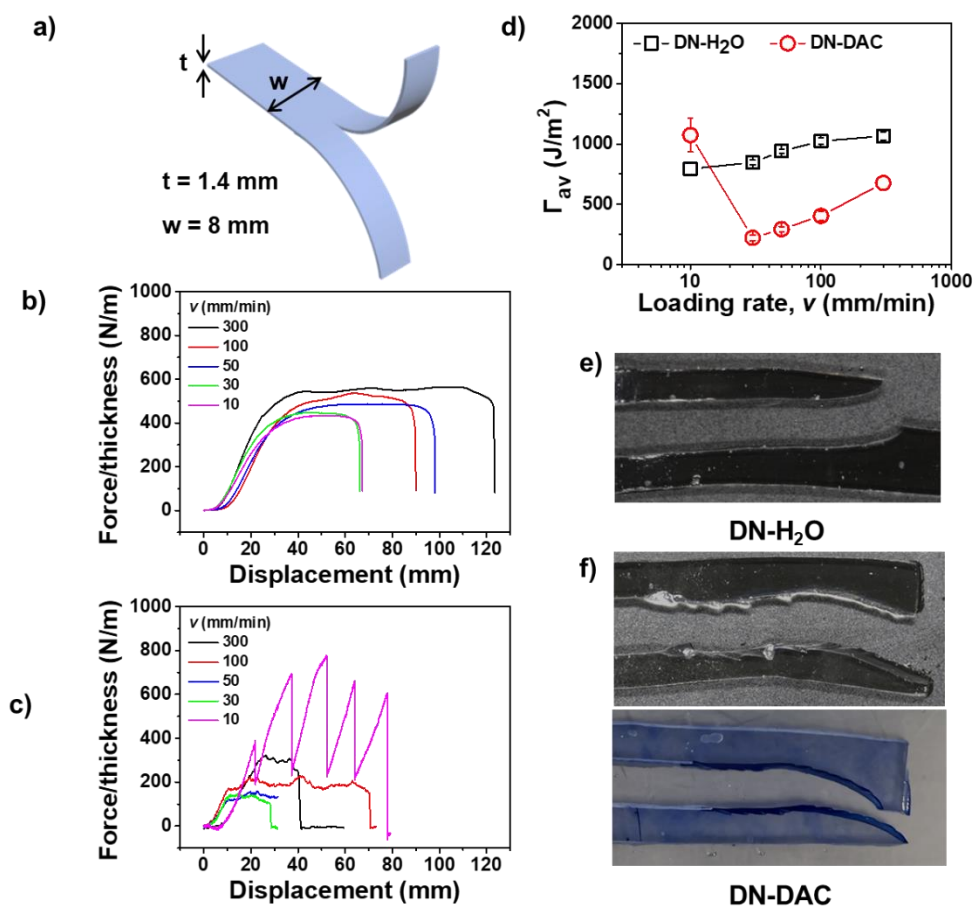 a)
t
w
t = 1.4 mm
w = 8 mm
b)
Force/thickness (N/m)
1000
800
600
400
200
0
v (mm/min)
300
100
50
30
10
0 20 40 60 80 100 120
Displacement (mm)
c)
Force/thickness (N/m)
1000
800
600
400
200
0
v (mm/min)
300
100
50
30
10
0 20 40 60 80 100 120
Displacement (mm)
d)
Γav (J/m²)
2000
1500
1000
500
0
DN-H₂O DN-DAC
10 100 1000
Loading rate, v (mm/min)
e)
DN-H₂O
f)
DN-DAC